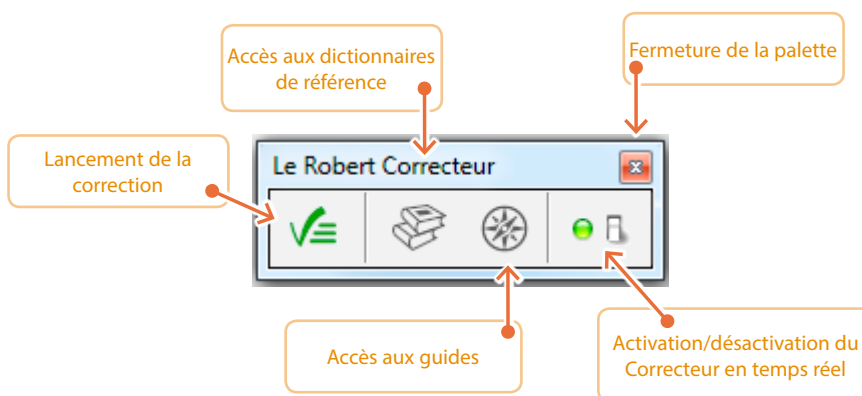 Accès aux dictionnaires
de référence
Fermeture de la palette
Lancement de la
correction
Le Robert Correcteur
Accès aux guides
Activation/désactivation du
Correcteur en temps réel